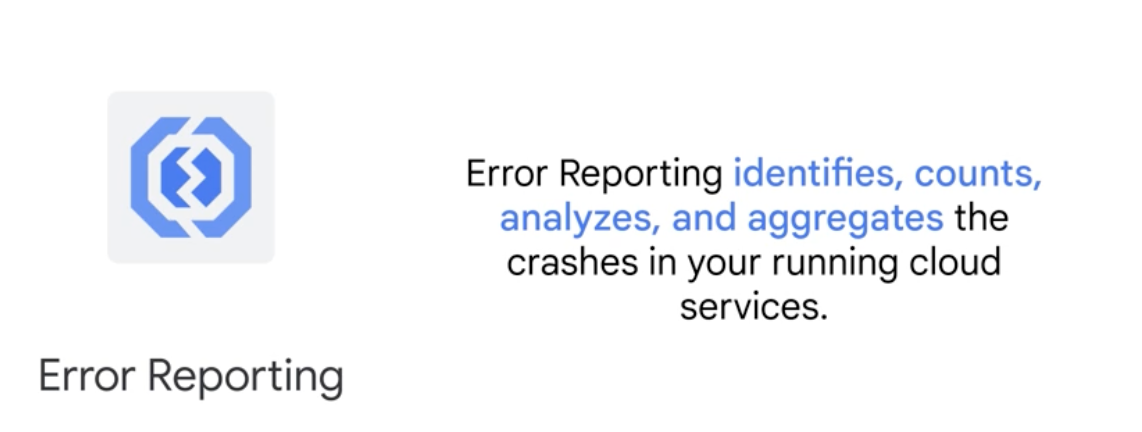 Error Reporting identifies, counts,
analyzes, and aggregates the
crashes in your running cloud
services.
Error Reporting